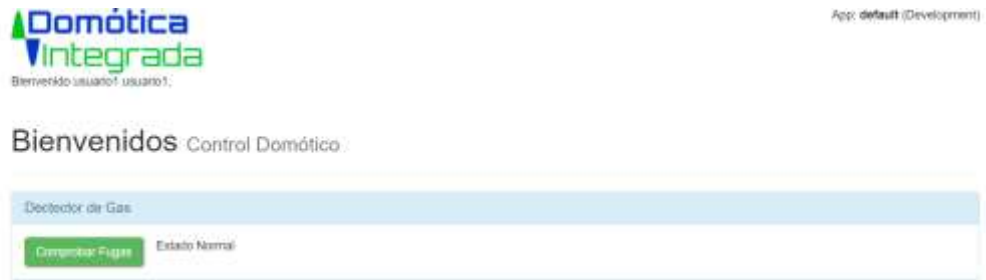 Domótica
App: default (Development)
Integrada
Bienvenido usuario1 usuario1,
Bienvenidos Control Domótico
Dectector de Gas
Comprobar Fugas
Estado Normal